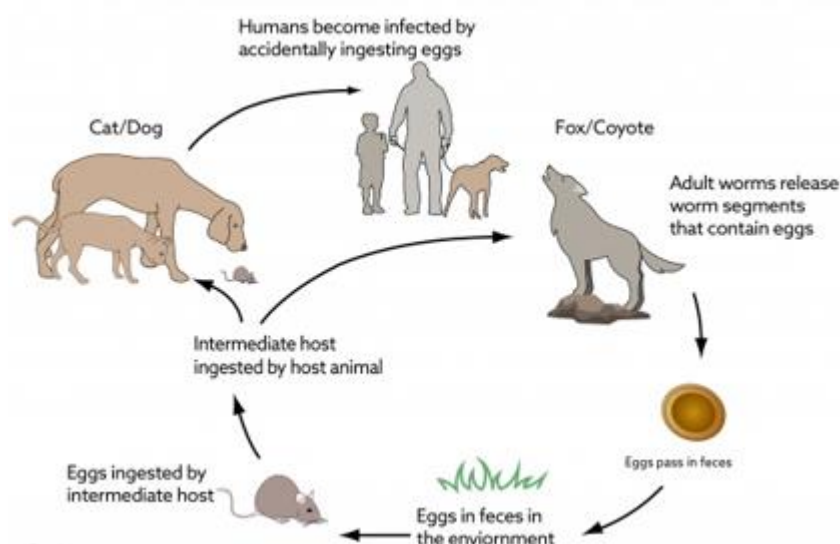 Humans become infected by
accidentally ingesting eggs
Cat/Dog
Fox/Coyote
Adult worms release
worm segments
that contain eggs
Intermediate host
ingested by host animal
Eggs pass in feces
Eggs ingested by
intermediate host
Eggs in feces in
the enviornment